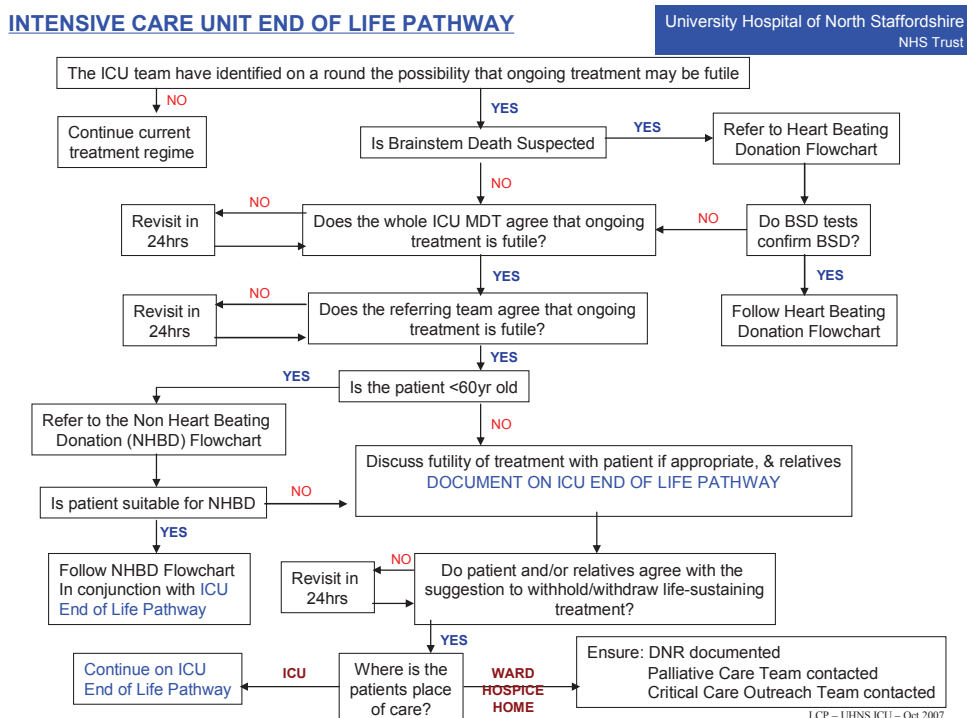 INTENSIVE CARE UNIT END OF LIFE PATHWAY
University Hospital of North Staffordshire
NHS Trust
The ICU team have identified on a round the possibility that ongoing treatment may be futile
NO
YES
Continue current
treatment regime
Is Brainstem Death Suspected
YES
Refer to Heart Beating
Donation Flowchart
NO
Revisit in
24hrs
NO
Does the whole ICU MDT agree that ongoing
treatment is futile?
NO
Do BSD tests
confirm BSD?
YES
YES
Revisit in
24hrs
NO
Does the referring team agree that ongoing
treatment is futile?
Follow Heart Beating
Donation Flowchart
YES
YES
Is the patient <60yr old
Refer to the Non Heart Beating
Donation (NHBD) Flowchart
NO
Discuss futility of treatment with patient if appropriate, & relatives
DOCUMENT ON ICU END OF LIFE PATHWAY
Is patient suitable for NHBD
NO
YES
Follow NHBD Flowchart
In conjunction with ICU
End of Life Pathway
Revisit in
24hrs
NO
Do patient and/or relatives agree with the
suggestion to withhold/withdraw life-sustaining
treatment?
YES
Continue on ICU
End of Life Pathway
ICU
Where is the
patients place
of care?
WARD
HOSPICE
HOME
Ensure: DNR documented
Palliative Care Team contacted
Critical Care Outreach Team contacted
LCP – UHNS ICU – Oct 2007